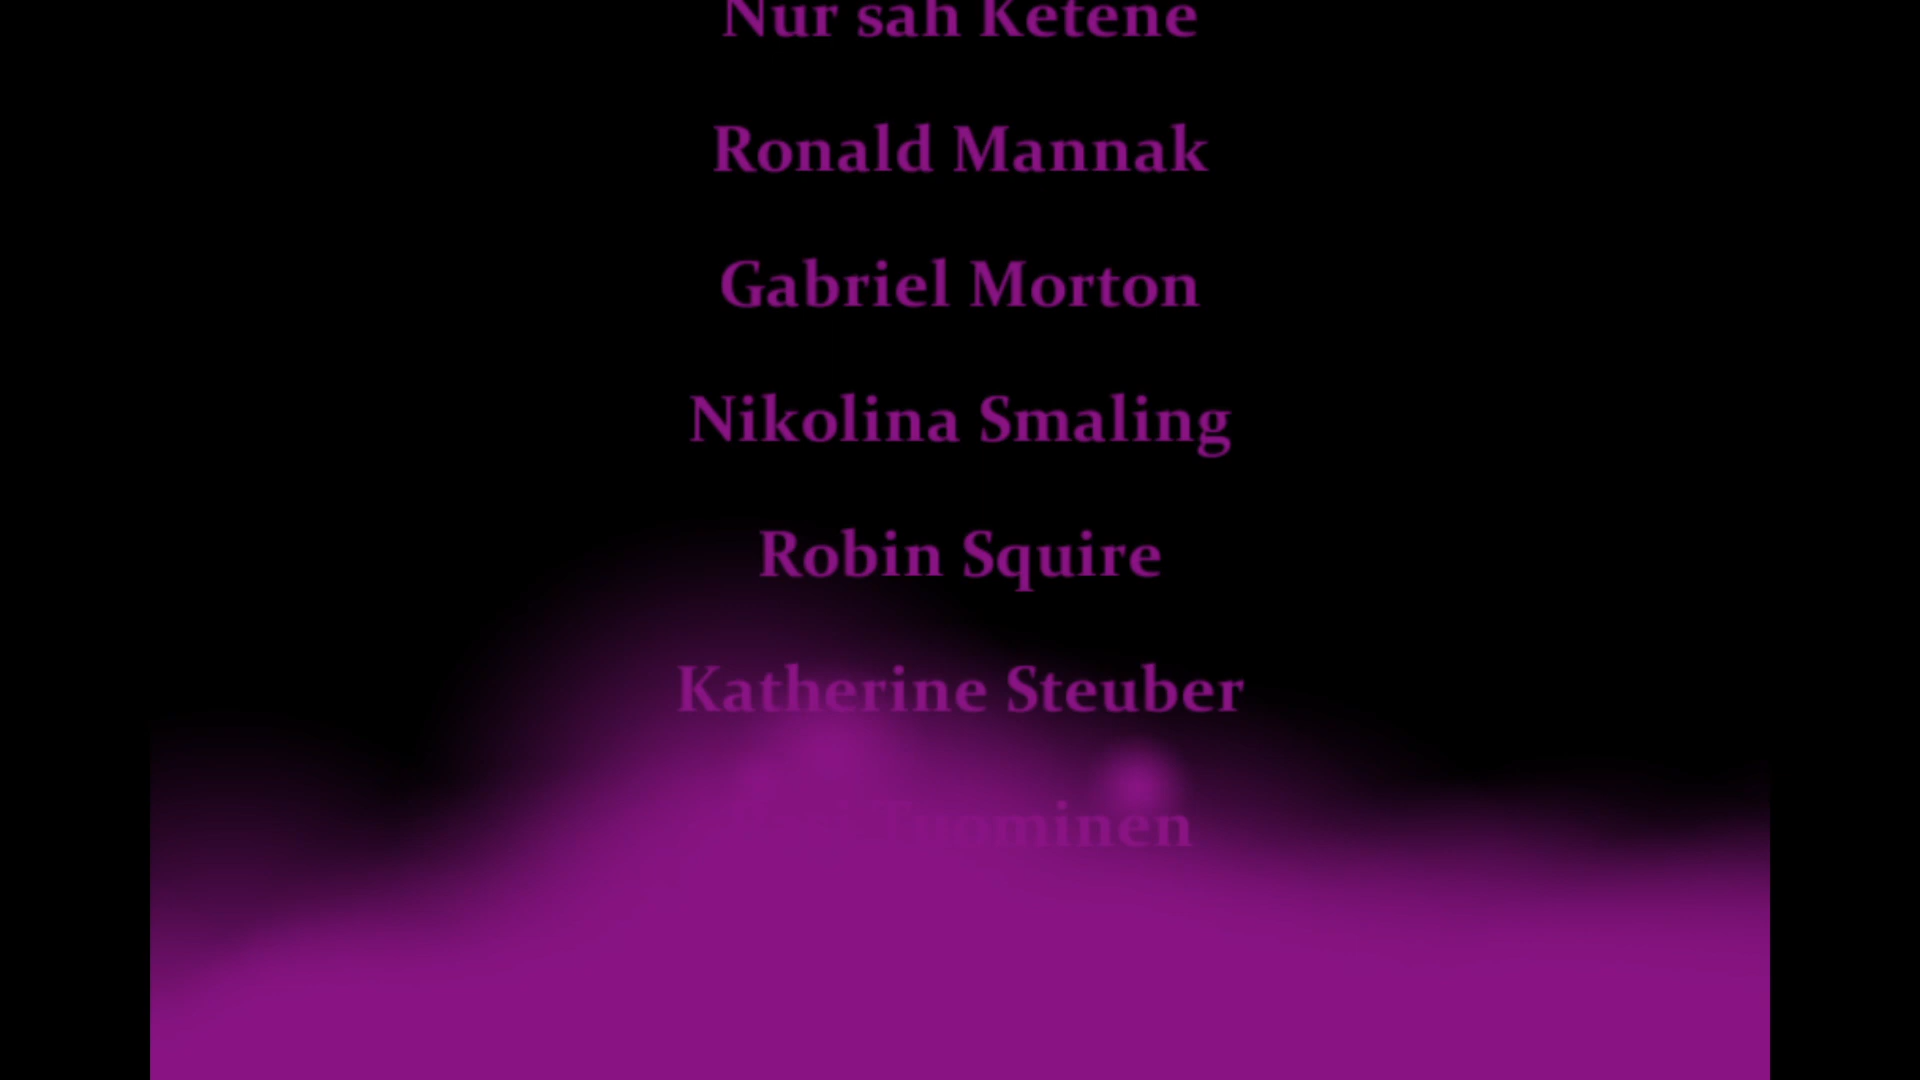 Nur sah Ketene
Ronald Mannak
Gabriel Morton
Nikolina Smaling
Robin Squire
Katherine Steuber
Tuominen